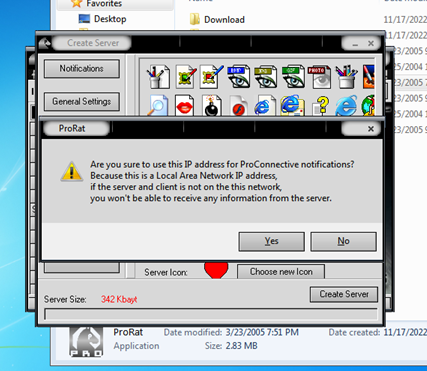 Favorites
Desktop
Download
11/17/2022
Create Server
Notifications
General Settings
BMP
GIF
PHOTO
ProRat
Are you sure to use this IP address for ProConnective notifications?
Because this is a Local Area Network IP address,
if the server and client is not on this network,
you won't be able to receive any information from the server.
Yes
No
Server Icon:
Choose new Icon
Server Size:
342 Kbayt
Create Server
ProRat
Date modified: 3/23/2005 7:51 PM
Date created: 11/17/2022
PRO
Application
Size: 2.83 MB